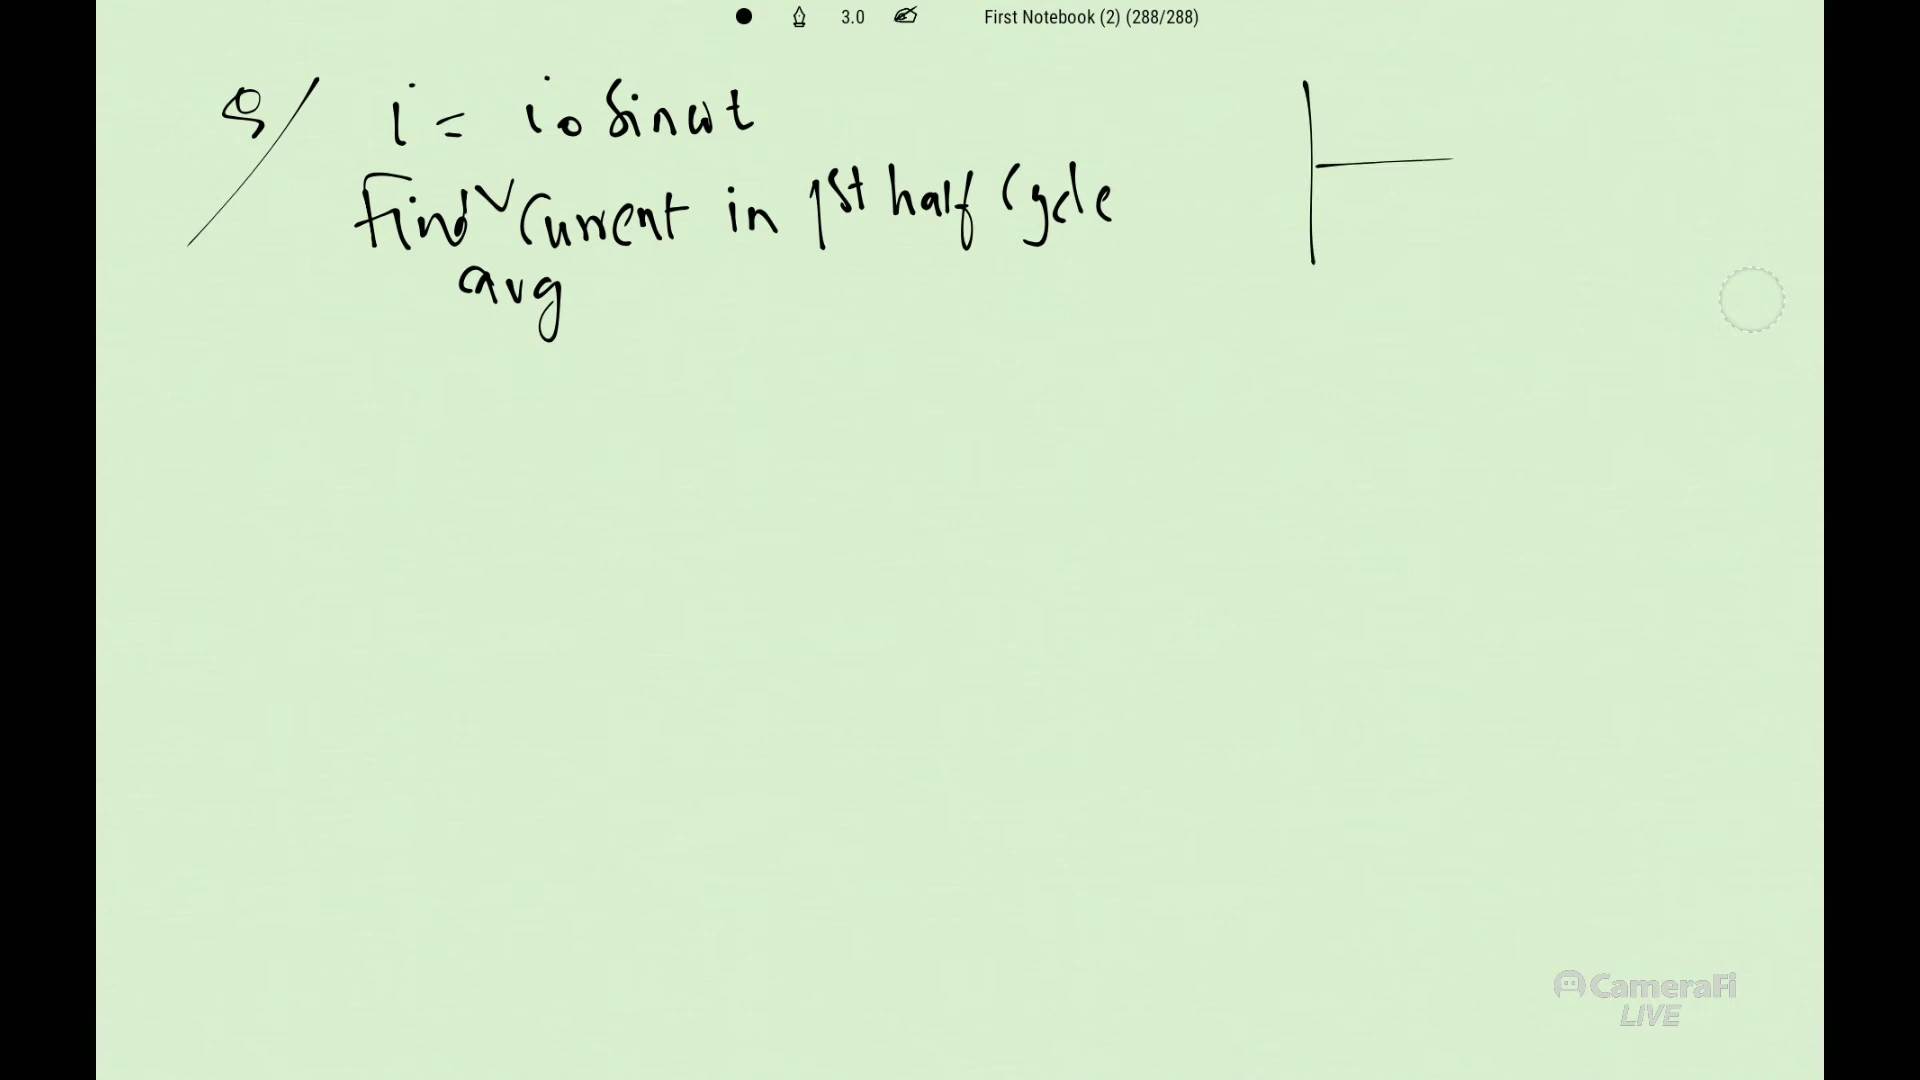 3.0 First Notebook (2) (288/288)
Q/ i = i₀ sinωt
find ˅ current in 1st half cycle
avg
CameraFi
LIVE